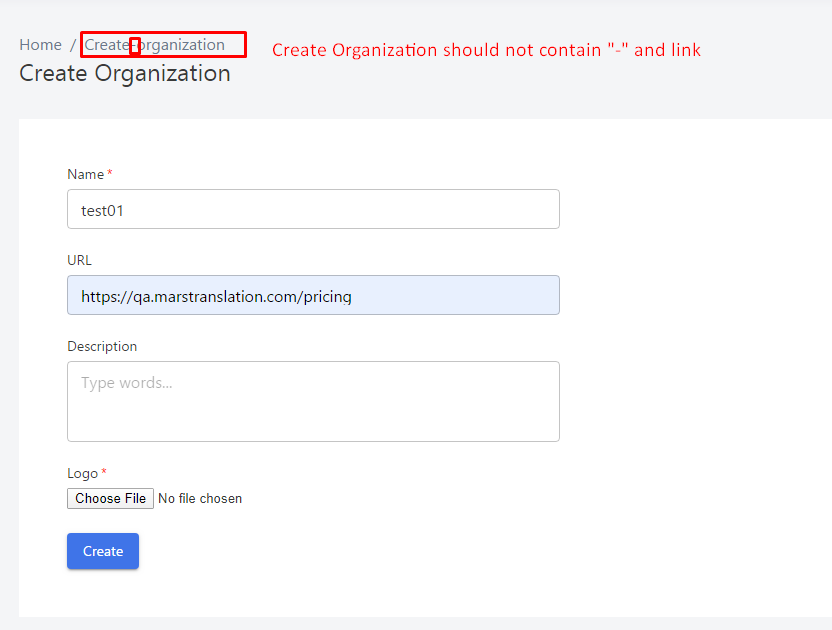 Home / Create-organization
Create Organization should not contain "-" and link
Create Organization
Name *
test01
URL
https://qa.marstranslation.com/pricing
Description
Type words...
Logo *
Choose File No file chosen
Create